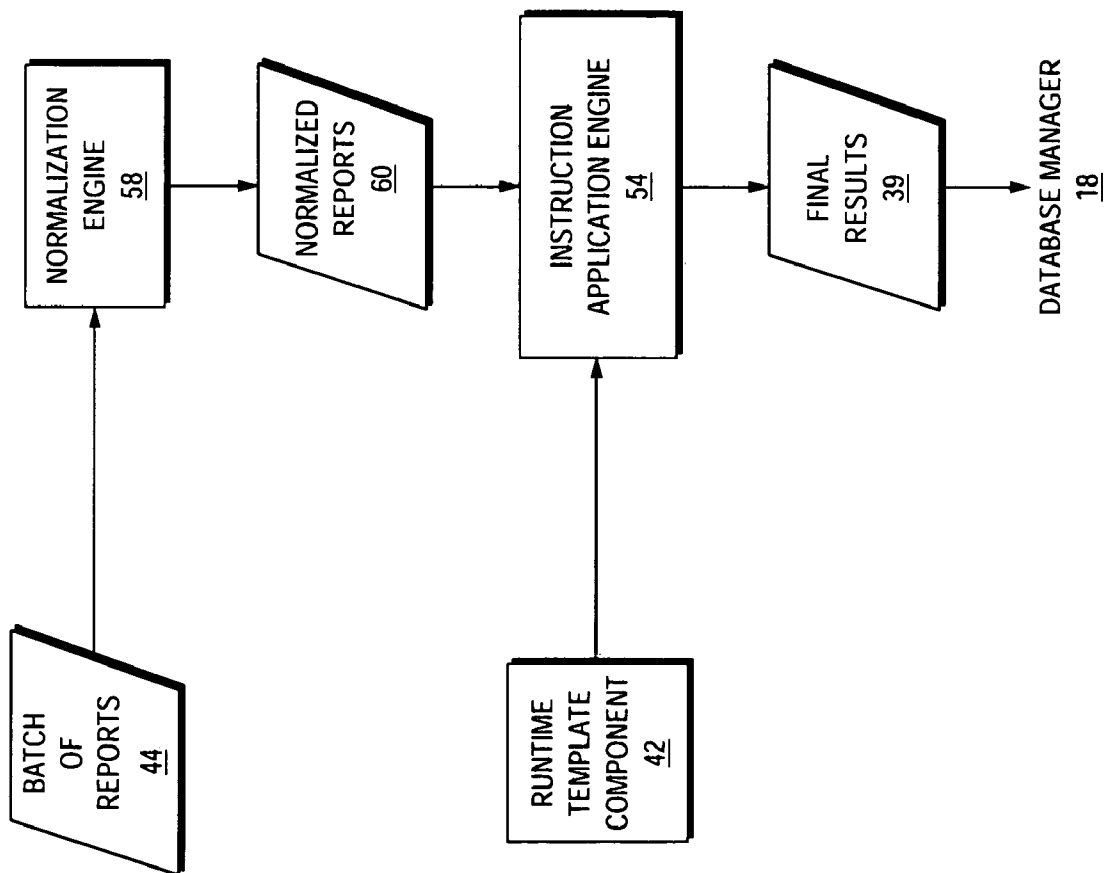 BATCH
OF
REPORTS
44
NORMALIZATION
ENGINE
58
NORMALIZED
REPORTS
60
RUNTIME
TEMPLATE
COMPONENT
42
INSTRUCTION
APPLICATION ENGINE
54
FINAL
RESULTS
39
DATABASE MANAGER
18